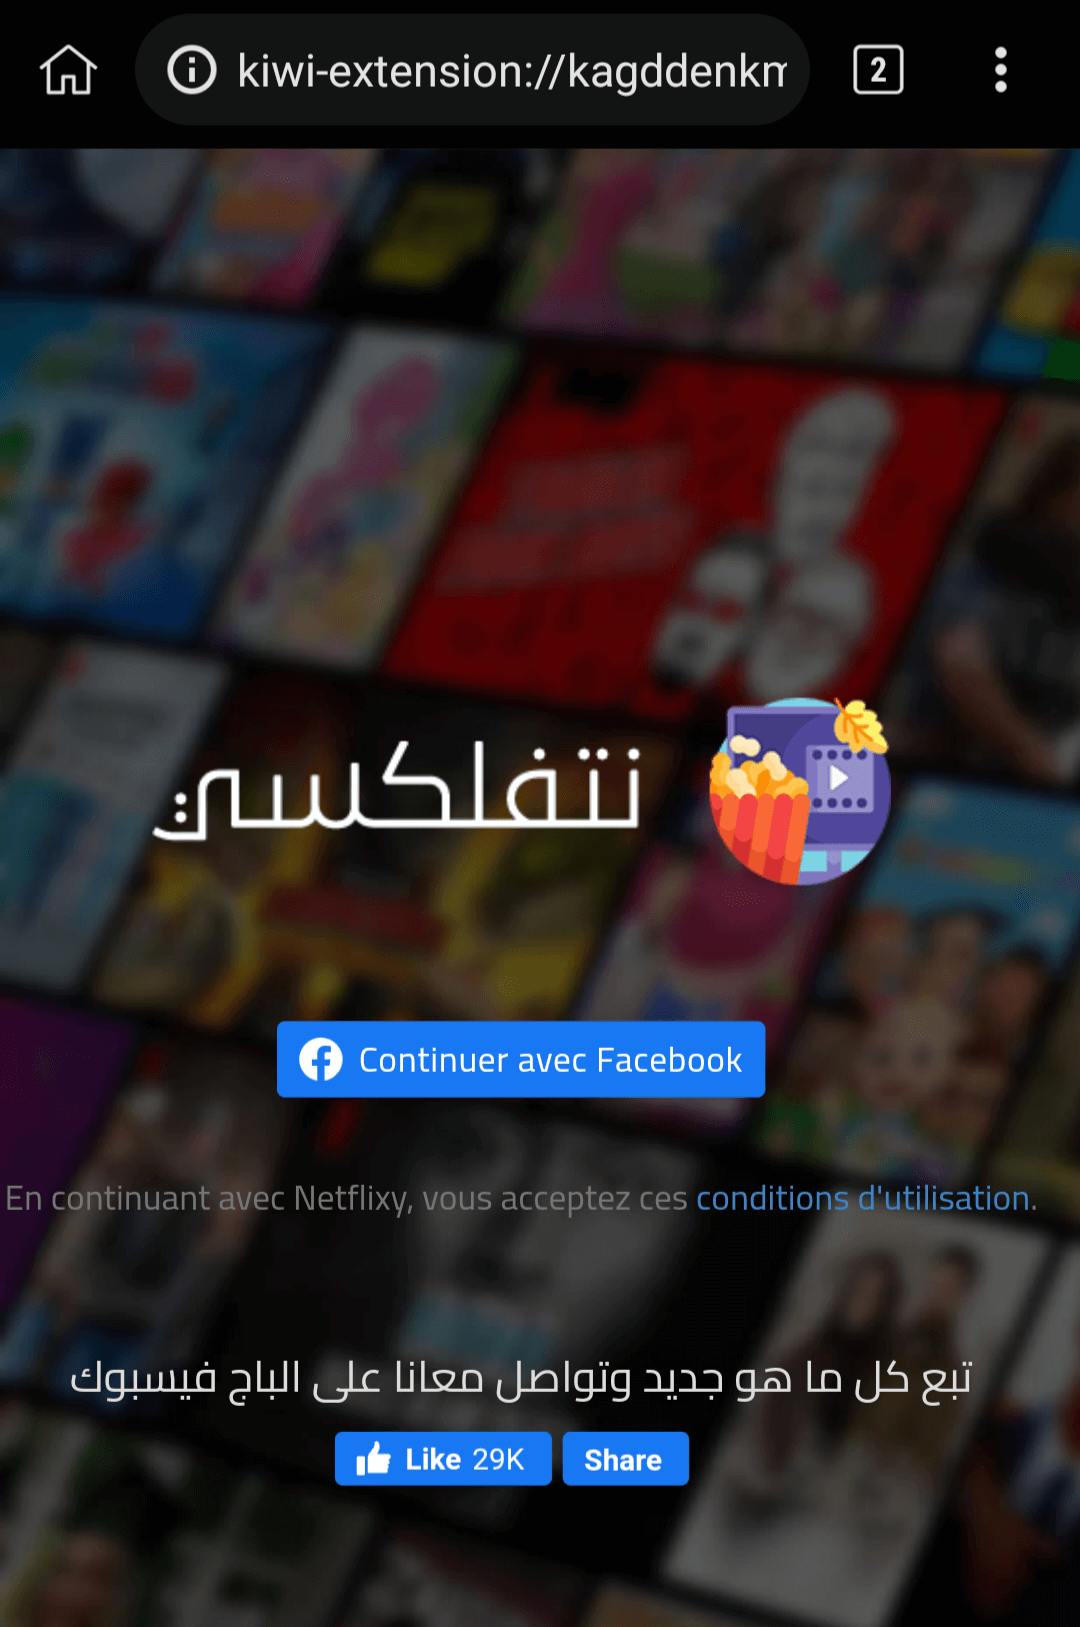 kiwi-extension://kagddenkm
2
نتفلكسي
Continuer avec Facebook
En continuant avec Netflixy, vous acceptez ces conditions d'utilisation.
تبع كل ما هو جديد وتواصل معانا على الباج فيسبوك
Like 29K Share